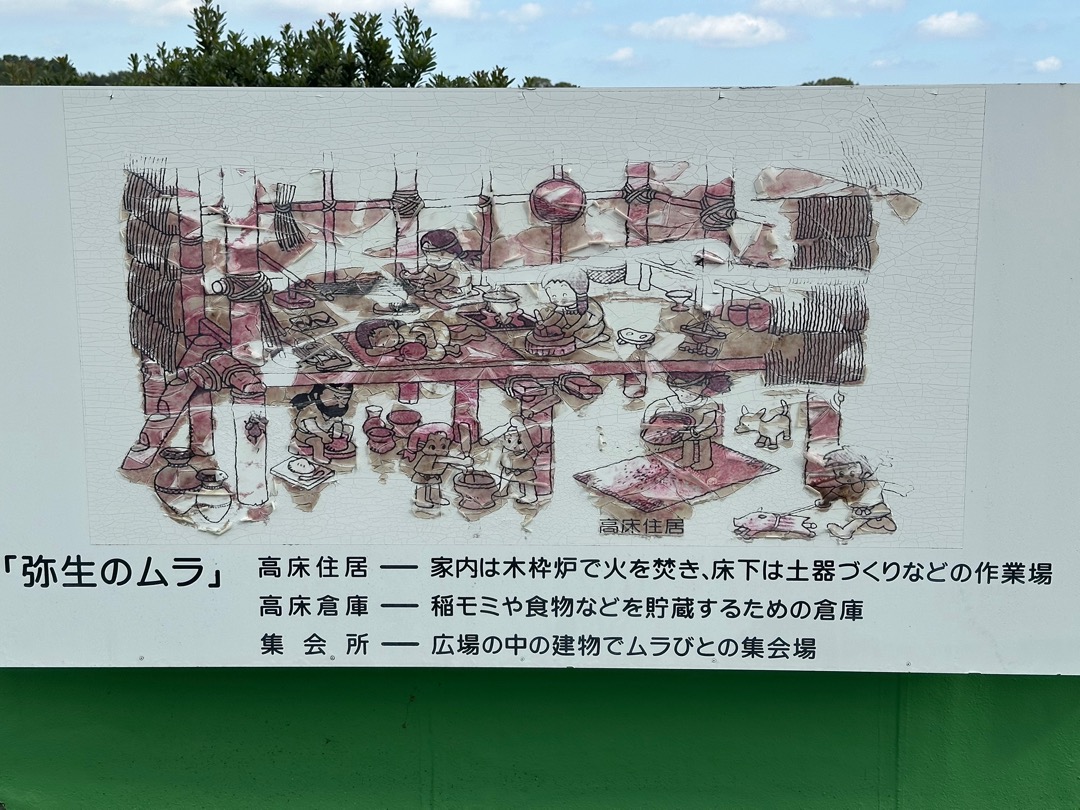 高床住居
「弥生のムラ」
高床住居 ― 家内は木枠炉で火を焚き、床下は土器づくりなどの作業場
高床倉庫 ― 稲モミや食物などを貯蔵するための倉庫
集会所 ― 広場の中の建物でムラびとの集会場